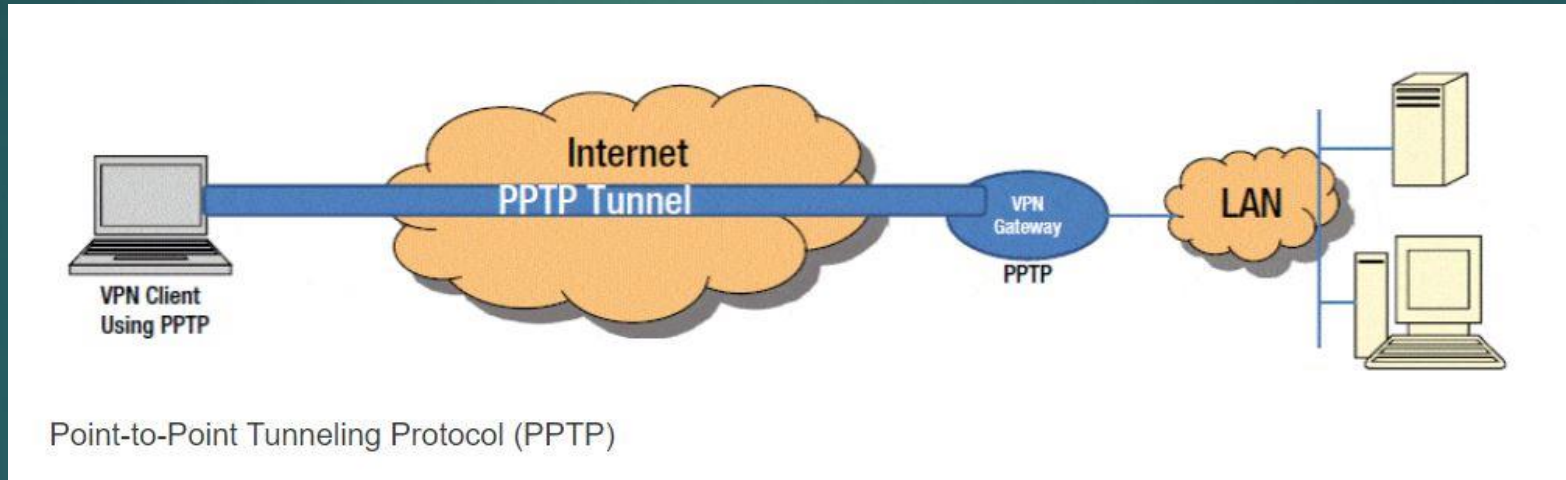 Internet
PPTP Tunnel
VPN
Gateway
PPTP
LAN
VPN Client
Using PPTP
Point-to-Point Tunneling Protocol (PPTP)